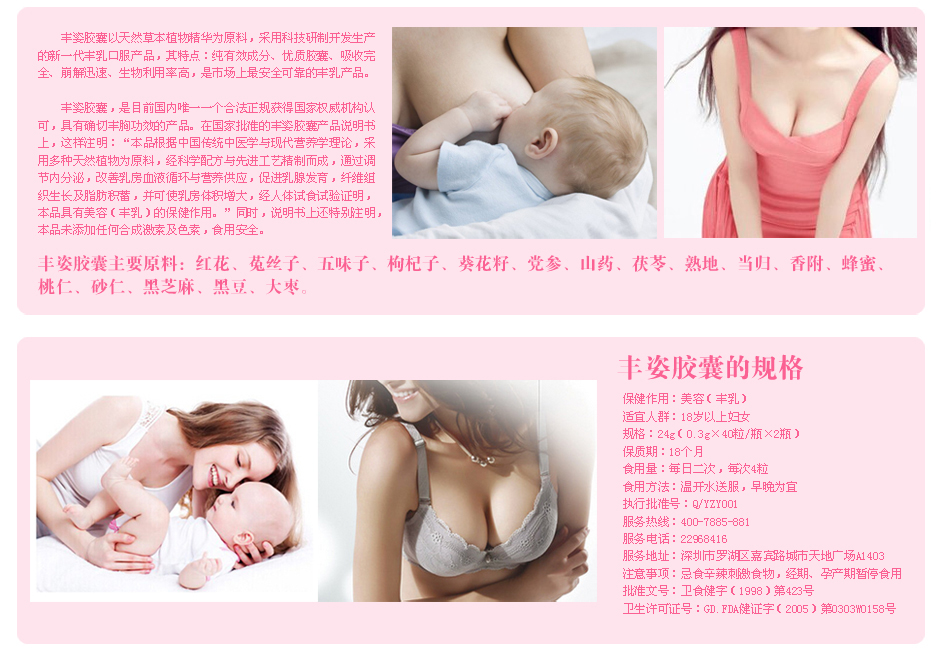 丰姿胶囊以天然草本植物精华为原料，采用科技研制开发生产
的新一代丰乳口服产品，其特点：纯有效成分、优质胶囊、吸收完
全、崩解迅速、生物利用率高，是市场上最安全可靠的丰乳产品。
丰姿胶囊，是目前国内唯一一个合法正规获得国家权威机构认
可，具有确切丰胸功效的产品。在国家批准的丰姿胶囊产品说明书
上，这样注明：“本品根据中国传统中医学与现代营养学理论，采
用多种天然植物为原料，经科学配方与先进工艺精制而成，通过调
节内分泌，改善乳房血液循环与营养供应，促进乳腺发育，纤维组
织生长及脂肪积蓄，并可使乳房体积增大，经人体试食试验证明，
本品具有美容（丰乳）的保健作用。”同时，说明书上还特别注明，
本品未添加任何合成激素及色素，食用安全。
丰姿胶囊主要原料：红花、菟丝子、五味子、枸杞子、葵花籽、党参、山药、茯苓、熟地、当归、香附、蜂蜜、
桃仁、砂仁、黑芝麻、黑豆、大枣。
丰姿胶囊的规格
保健作用：美容（丰乳）
适宜人群：18岁以上妇女
规格：24g（0.3g×40粒/瓶×2瓶）
保质期：18个月
食用量：每日二次，每次4粒
食用方法：温开水送服，早晚为宜
执行批准号：Q/YZY001
服务热线：400-7885-881
服务电话：22968416
服务地址：深圳市罗湖区嘉宾路城市天地广场A1403
注意事项：忌食辛辣刺激食物，经期、孕产期暂停食用
批准文号：卫食健字（1998）第423号
卫生许可证号：GD.FDA健证字（2005）第0303W0158号